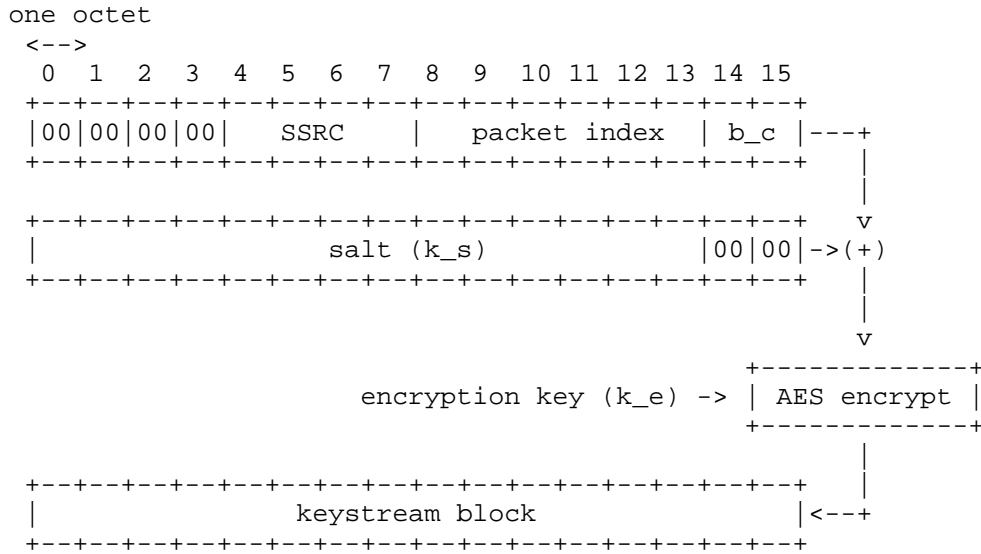 one octet
<-->
0 1 2 3 4 5 6 7 8 9 10 11 12 13 14 15
+--+--+--+--+--+--+--+--+--+--+--+--+--+--+--+--+
|00|00|00|00| SSRC | packet index | b_c |---+
+--+--+--+--+--+--+--+--+--+--+--+--+--+--+--+--+ |
|
+--+--+--+--+--+--+--+--+--+--+--+--+--+--+--+--+ v
| salt (k_s) |00|00|->(+)
+--+--+--+--+--+--+--+--+--+--+--+--+--+--+--+--+ |
|
v
+-------------+
encryption key (k_e) -> | AES encrypt |
+-------------+
|
+--+--+--+--+--+--+--+--+--+--+--+--+--+--+--+--+ |
| keystream block |<--+
+--+--+--+--+--+--+--+--+--+--+--+--+--+--+--+--+